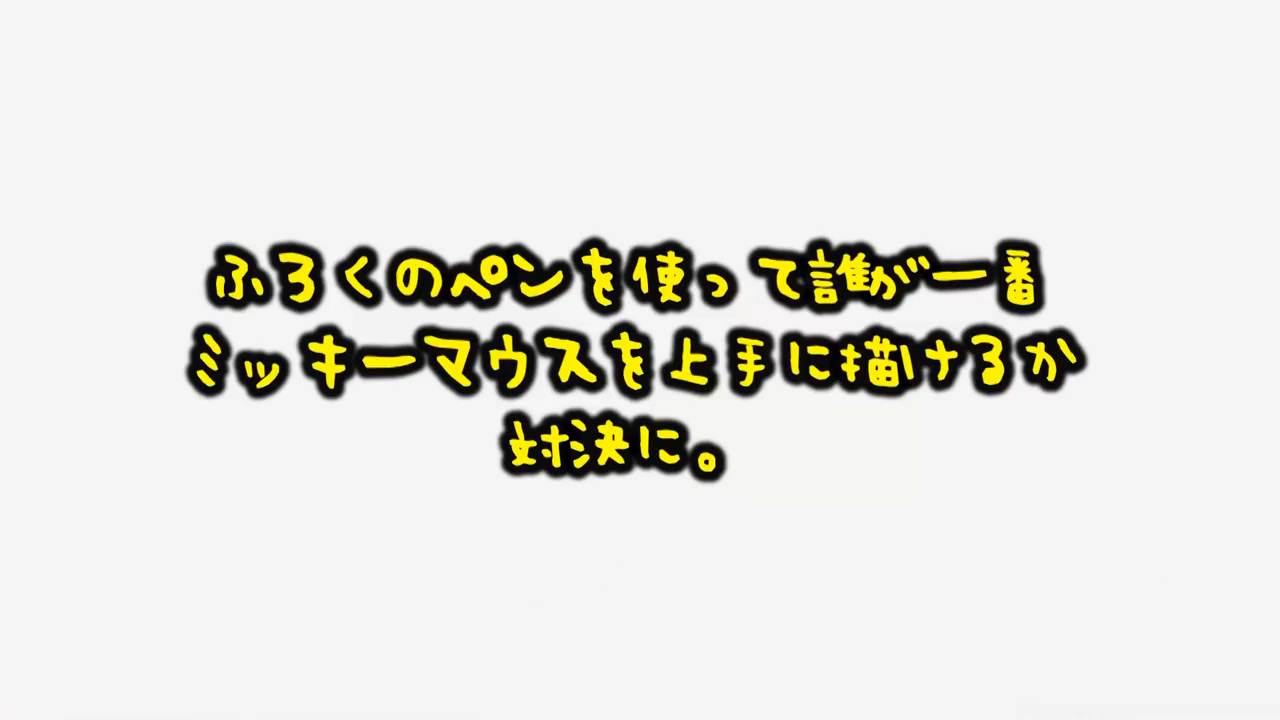 ふろくのペンを使って誰が一番
ミッキーマウスを上手に描けるか
対決に。